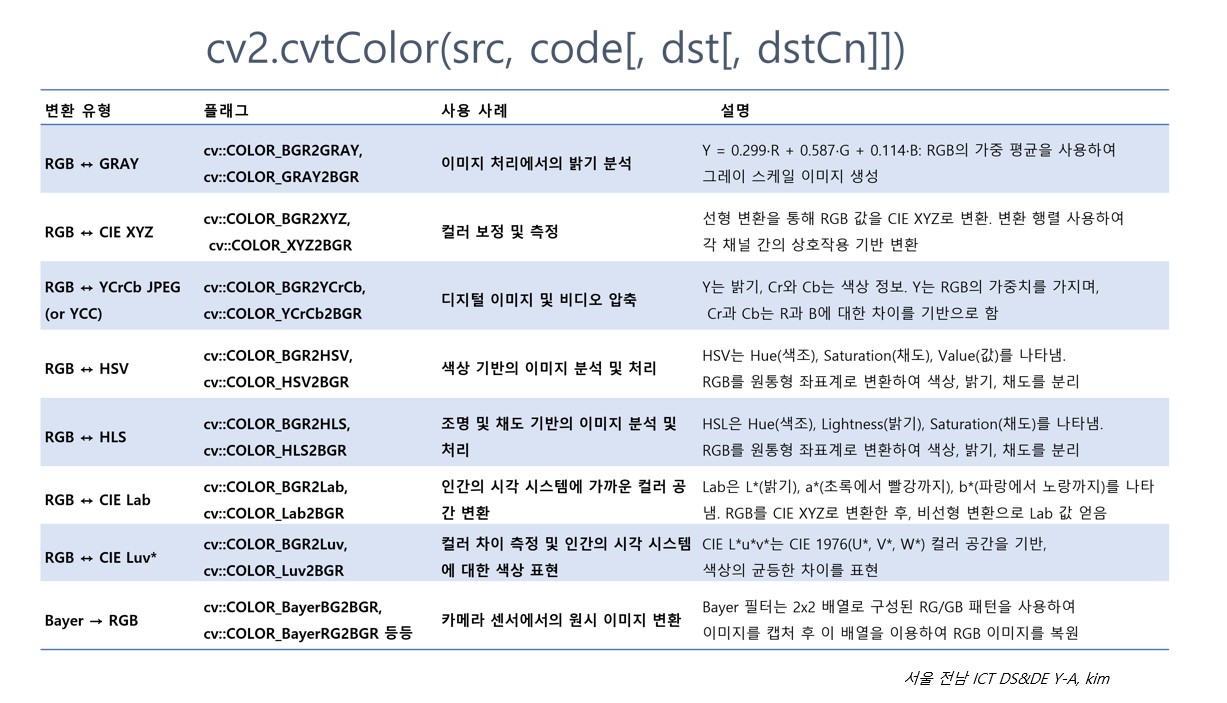 cv2.cvtColor(src, code[, dst[, dstCn]])
변환 유형 플래그 사용 사례 설명
RGB ↔ GRAY
cv::COLOR_BGR2GRAY,
cv::COLOR_GRAY2BGR
이미지 처리에서의 밝기 분석
Y = 0.299·R + 0.587·G + 0.114·B: RGB의 가중 평균을 사용하여
그레이 스케일 이미지 생성
RGB ↔ CIE XYZ
cv::COLOR_BGR2XYZ,
cv::COLOR_XYZ2BGR
컬러 보정 및 측정
선형 변환을 통해 RGB 값을 CIE XYZ로 변환. 변환 행렬 사용하여
각 채널 간의 상호작용 기반 변환
RGB ↔ YCrCb JPEG
(or YCC)
cv::COLOR_BGR2YCrCb,
cv::COLOR_YCrCb2BGR
디지털 이미지 및 비디오 압축
Y는 밝기, Cr와 Cb는 색상 정보. Y는 RGB의 가중치를 가지며,
Cr과 Cb는 R과 B에 대한 차이를 기반으로 함
RGB ↔ HSV
cv::COLOR_BGR2HSV,
cv::COLOR_HSV2BGR
색상 기반의 이미지 분석 및 처리
HSV는 Hue(색조), Saturation(채도), Value(값)를 나타냄.
RGB를 원통형 좌표계로 변환하여 색상, 밝기, 채도를 분리
RGB ↔ HLS
cv::COLOR_BGR2HLS,
cv::COLOR_HLS2BGR
조명 및 채도 기반의 이미지 분석 및
처리
HSL은 Hue(색조), Lightness(밝기), Saturation(채도)를 나타냄.
RGB를 원통형 좌표계로 변환하여 색상, 밝기, 채도를 분리
RGB ↔ CIE Lab
cv::COLOR_BGR2Lab,
cv::COLOR_Lab2BGR
인간의 시각 시스템에 가까운 컬러 공
간 변환
Lab은 L*(밝기), a*(초록에서 빨강까지), b*(파랑에서 노랑까지)를 나타
냄. RGB를 CIE XYZ로 변환한 후, 비선형 변환으로 Lab 값 얻음
RGB ↔ CIE Luv*
cv::COLOR_BGR2Luv,
cv::COLOR_Luv2BGR
컬러 차이 측정 및 인간의 시각 시스템
에 대한 색상 표현
CIE L*u*v*는 CIE 1976(U*, V*, W*) 컬러 공간을 기반,
색상의 균등한 차이를 표현
Bayer → RGB
cv::COLOR_BayerBG2BGR,
cv::COLOR_BayerRG2BGR 등등
카메라 센서에서의 원시 이미지 변환
Bayer 필터는 2x2 배열로 구성된 RG/GB 패턴을 사용하여
이미지를 캡처 후 이 배열을 이용하여 RGB 이미지를 복원
서울 전남 ICT DS&DE Y-A, kim